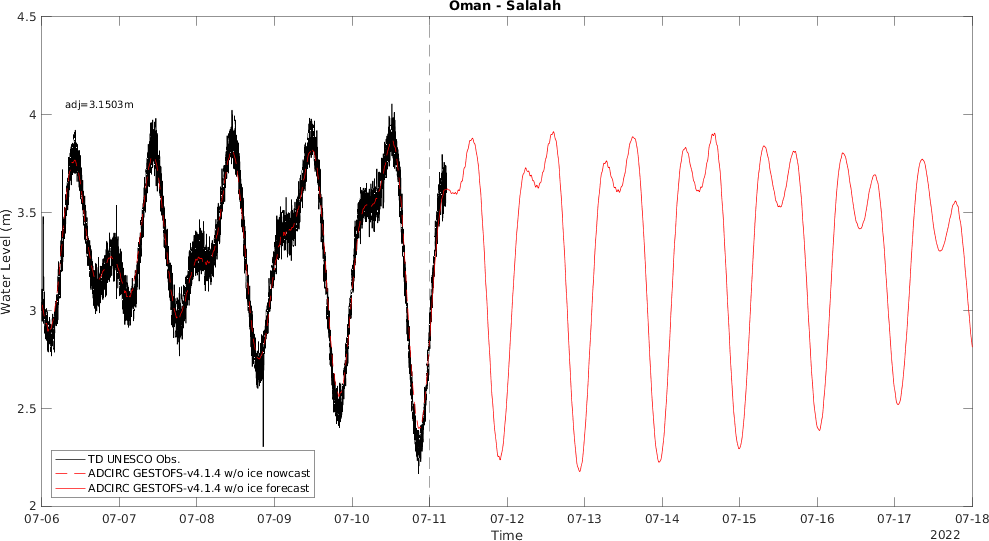 Oman - Salalah
4.5
4
3.5
3
2.5
2
Water Level (m)
adj=3.1503m
TD UNESCO Obs.
ADCIRC GESTOFS-v4.1.4 w/o ice nowcast
ADCIRC GESTOFS-v4.1.4 w/o ice forecast
07-06 07-07 07-08 07-09 07-10 07-11 07-12 07-13 07-14 07-15 07-16 07-17 07-18
Time
2022